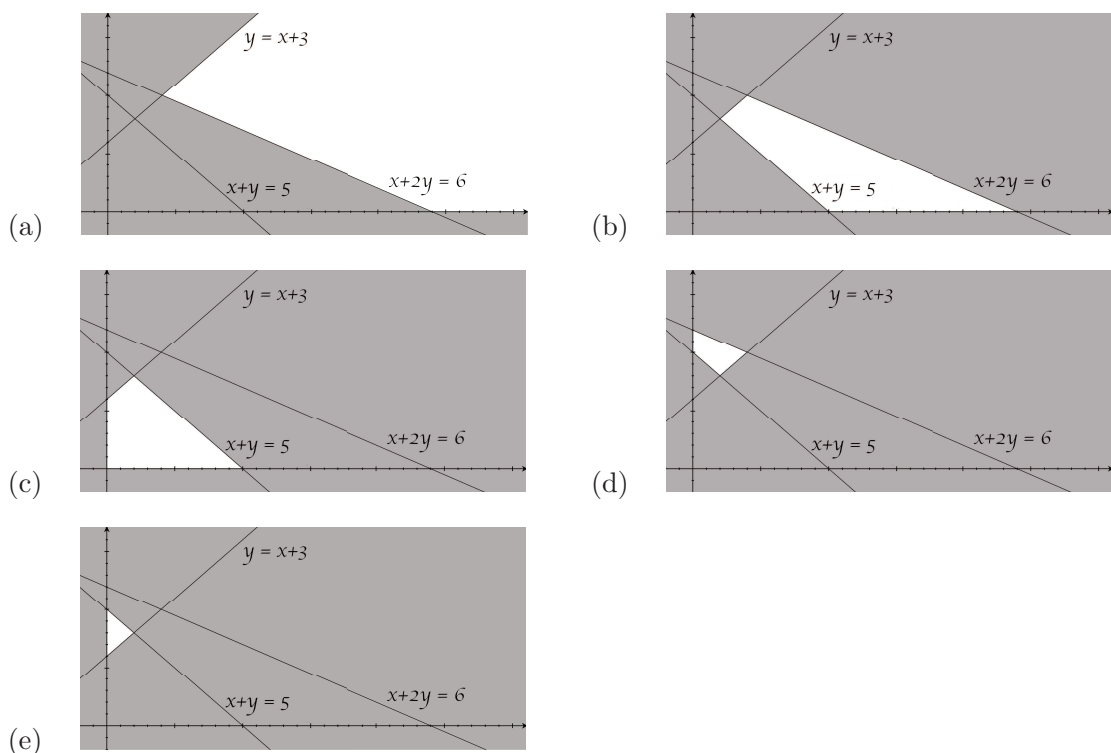 y = x+3
x+y = 5
x+2y = 6
(a)
y = x+3
x+y = 5
x+2y = 6
(b)
y = x+3
x+y = 5
x+2y = 6
(c)
y = x+3
x+y = 5
x+2y = 6
(d)
y = x+3
x+y = 5
x+2y = 6
(e)